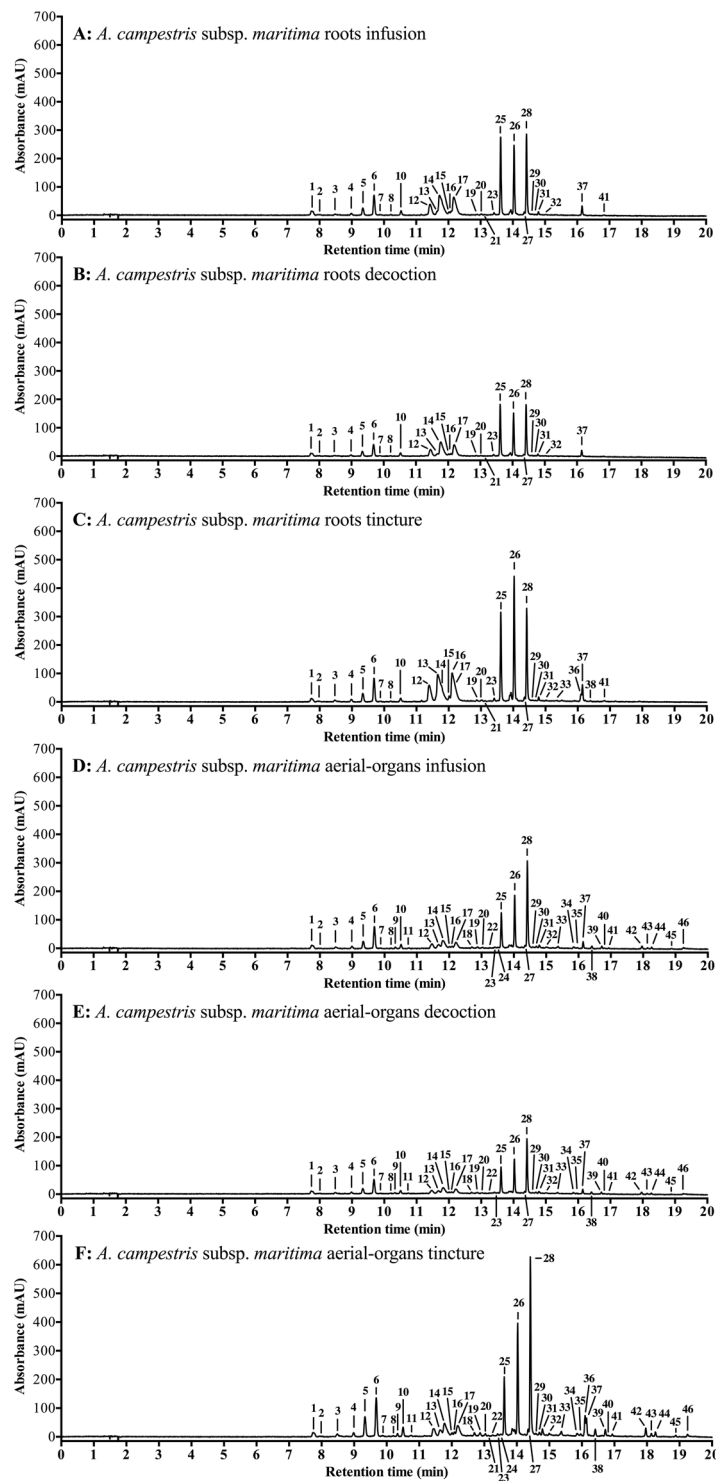 A: A. campestris subsp. maritima roots infusion
Absorbance (mAU)
700
600
500
400
300
200
100
0
1 2 3 4 5 6 7 8 10 12 13 14 15 16 17 19 20 21 23 25 26 27 28 29 30 31 32 37 41
0 1 2 3 4 5 6 7 8 9 10 11 12 13 14 15 16 17 18 19 20
Retention time (min)
B: A. campestris subsp. maritima roots decoction
Absorbance (mAU)
700
600
500
400
300
200
100
0
1 2 3 4 5 6 7 8 10 12 13 14 15 16 17 19 20 21 23 25 26 27 28 29 30 31 32 37
0 1 2 3 4 5 6 7 8 9 10 11 12 13 14 15 16 17 18 19 20
Retention time (min)
C: A. campestris subsp. maritima roots tincture
Absorbance (mAU)
700
600
500
400
300
200
100
0
1 2 3 4 5 6 7 8 10 12 13 14 15 16 17 19 20 21 23 25 26 27 28 29 30 31 32 33 36 37 38 41
0 1 2 3 4 5 6 7 8 9 10 11 12 13 14 15 16 17 18 19 20
Retention time (min)
D: A. campestris subsp. maritima aerial-organs infusion
Absorbance (mAU)
700
600
500
400
300
200
100
0
1 2 3 4 5 6 7 8 9 10 11 12 13 14 15 16 17 18 19 20 22 23 24 25 26 27 28 29 30 31 32 33 34 35 37 38 39 40 41 42 43 44 45 46
0 1 2 3 4 5 6 7 8 9 10 11 12 13 14 15 16 17 18 19 20
Retention time (min)
E: A. campestris subsp. maritima aerial-organs decoction
Absorbance (mAU)
700
600
500
400
300
200
100
0
1 2 3 4 5 6 7 8 9 10 11 12 13 14 15 16 17 18 19 20 22 23 25 26 27 28 29 30 31 32 33 34 35 37 38 39 40 41 42 43 44 45 46
0 1 2 3 4 5 6 7 8 9 10 11 12 13 14 15 16 17 18 19 20
Retention time (min)
F: A. campestris subsp. maritima aerial-organs tincture
Absorbance (mAU)
700
600
500
400
300
200
100
0
1 2 3 4 5 6 7 8 9 10 11 12 13 14 15 16 17 18 19 20 21 22 23 24 25 26 27 28 29 30 31 32 33 34 35 36 37 38 39 40 41 42 43 44 45 46
0 1 2 3 4 5 6 7 8 9 10 11 12 13 14 15 16 17 18 19 20
Retention time (min)